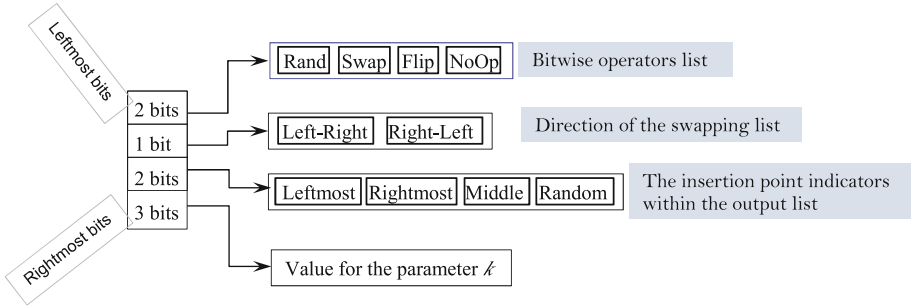 Leftmost bits
Rand Swap Flip NoOp
Bitwise operators list
2 bits
1 bit
2 bits
3 bits
Left-Right Right-Left
Direction of the swapping list
Leftmost Rightmost Middle Random
The insertion point indicators
within the output list
Rightmost bits
Value for the parameter k